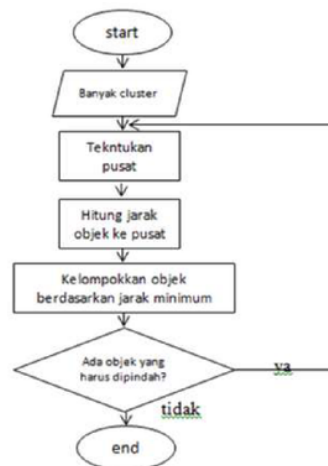 start
Banyak cluster
Tekntukan
pusat
Hitung jarak
objek ke pusat
Kelompokkan objek
berdasarkan jarak minimum
Ada objek yang
harus dipindah?
ya
tidak
end